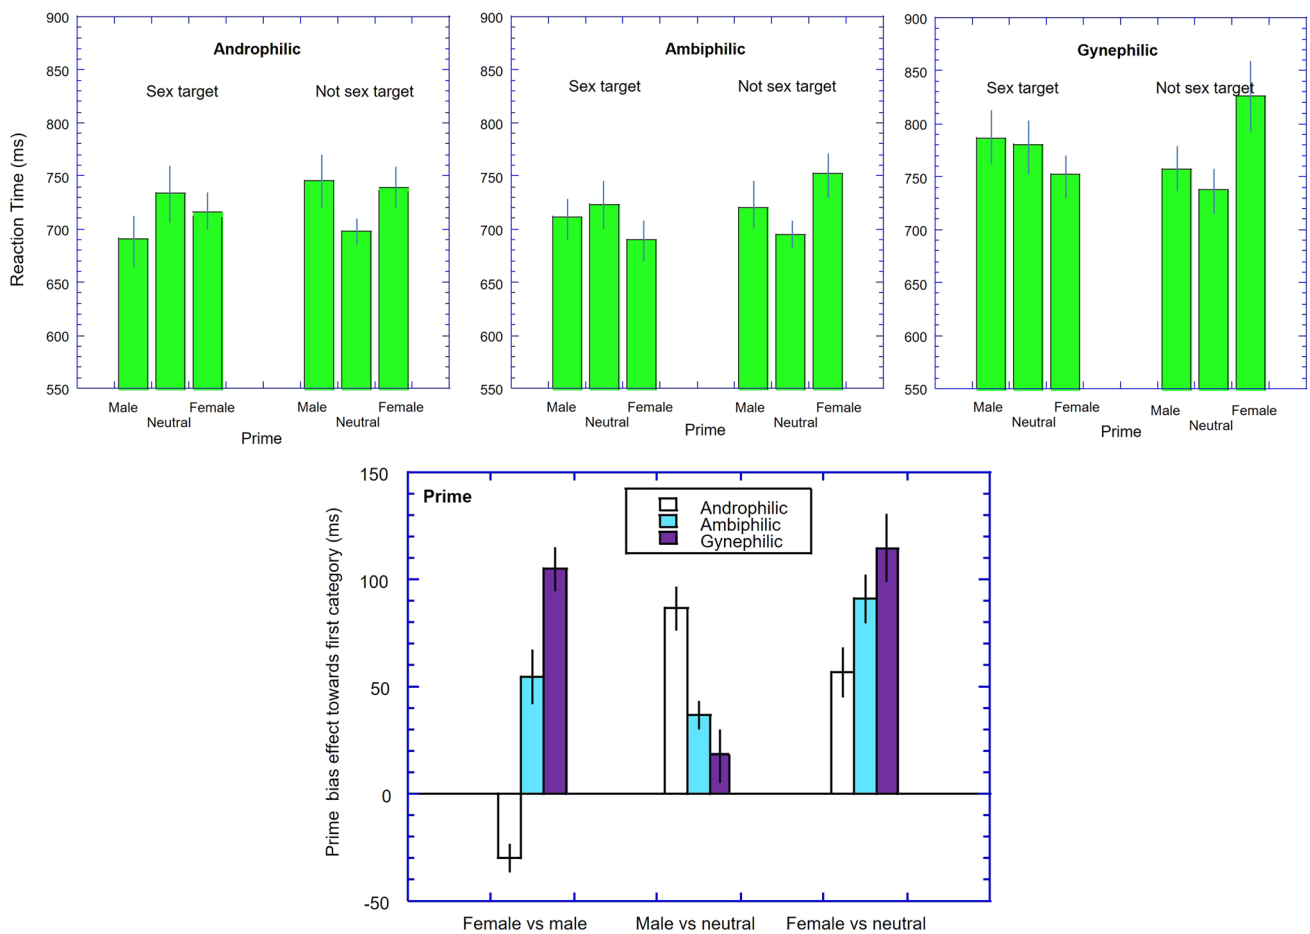 900
850
800
750
700
650
600
550
Reaction Time (ms)
Androphilic
Sex target
Not sex target
Male
Neutral
Female
Male
Neutral
Female
Prime
900
850
800
750
700
650
600
550
Ambiphilic
Sex target
Not sex target
Male
Neutral
Female
Male
Neutral
Female
Prime
900
850
800
750
700
650
600
550
Gynephilic
Sex target
Not sex target
Male
Neutral
Female
Male
Neutral
Female
Prime
150
100
50
0
-50
Prime bias effect towards first category (ms)
Prime
Androphilic
Ambiphilic
Gynephilic
Female vs male
Male vs neutral
Female vs neutral